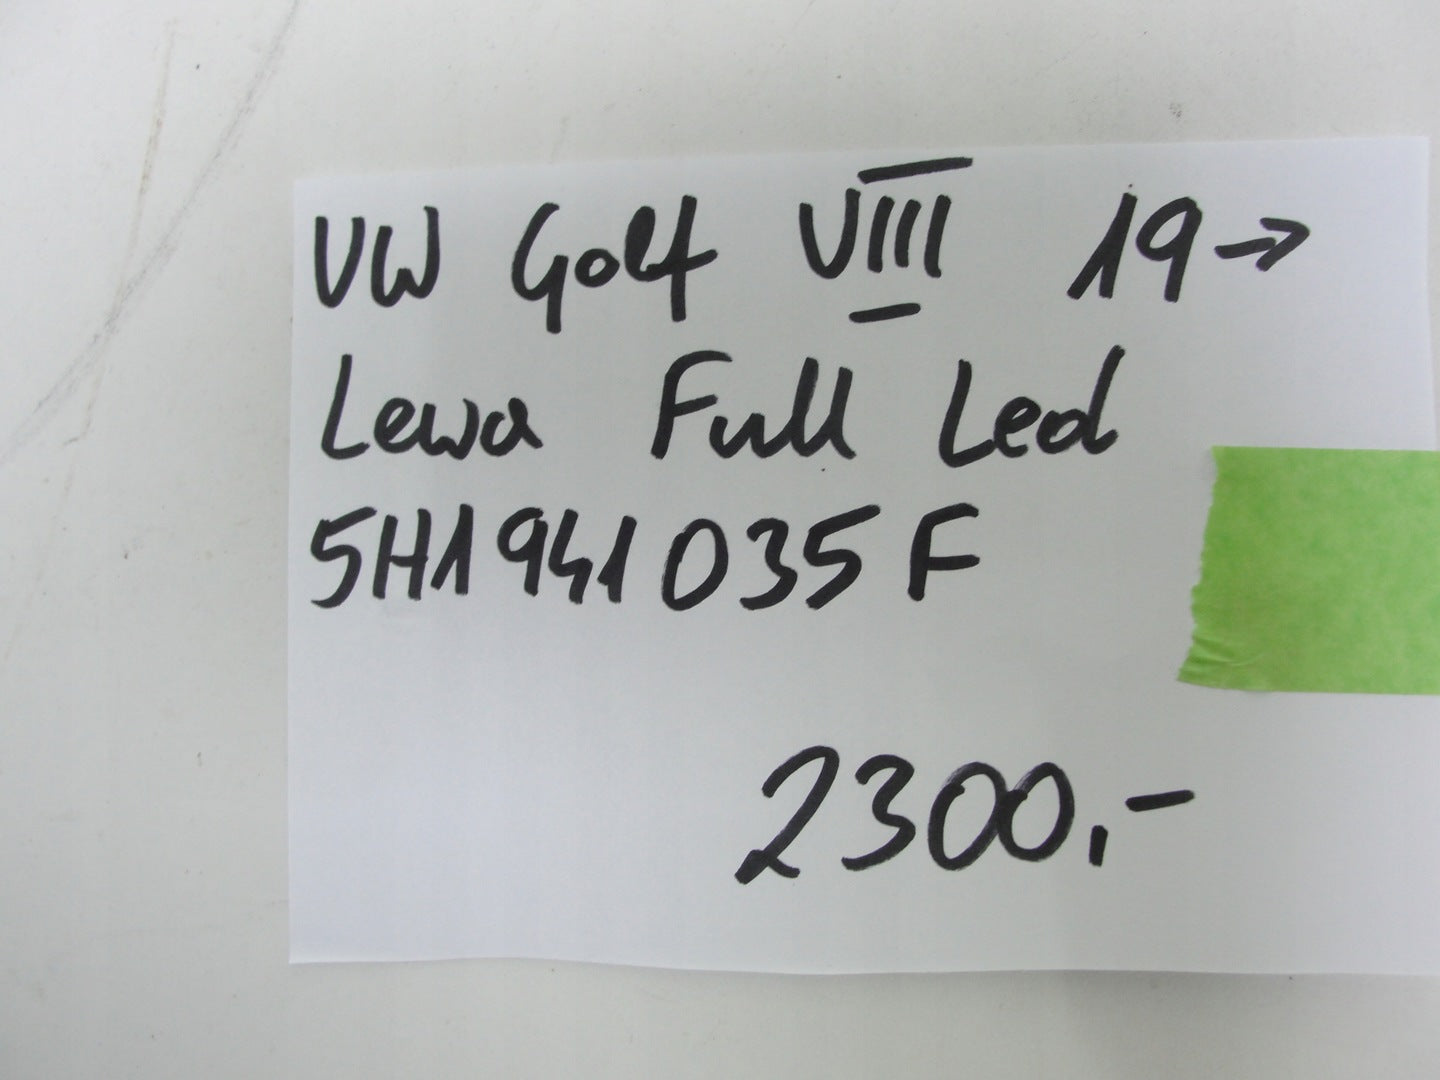 VW Golf VIII 19→
Lewa Full Led
5H1941035F
2300,-